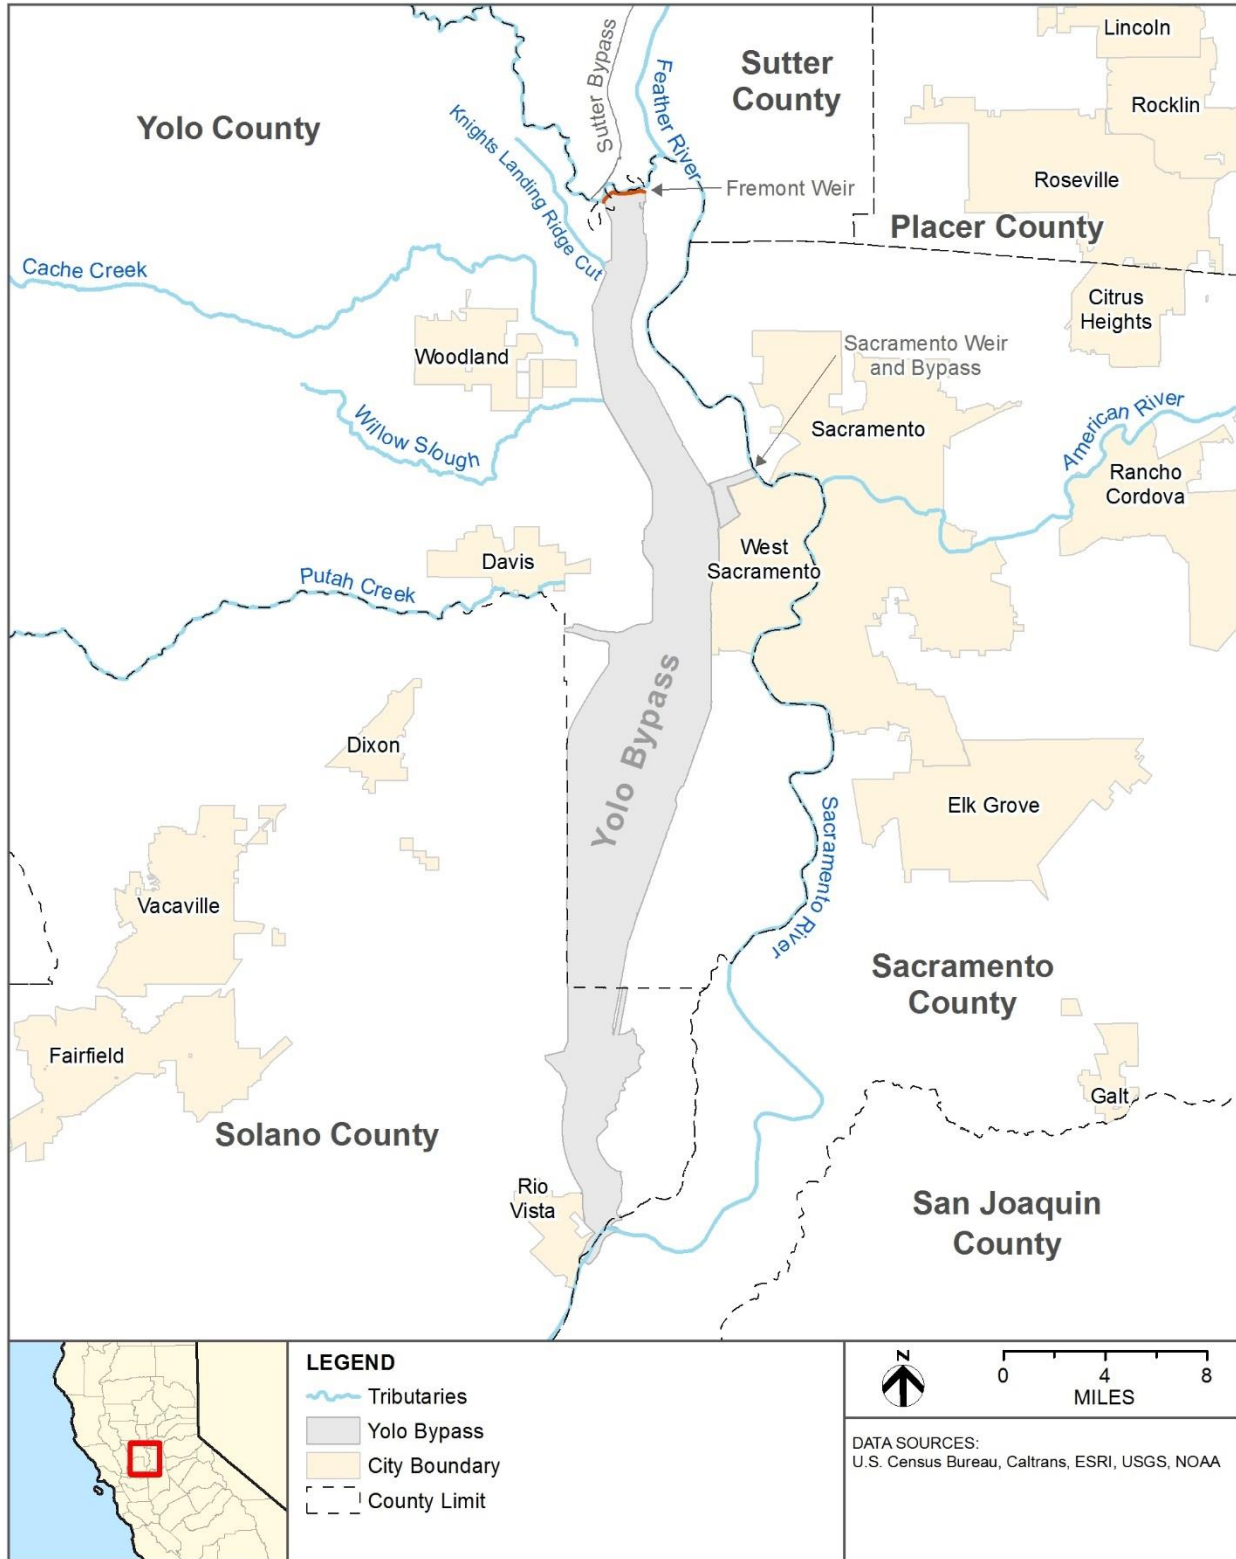 Lincoln
Sutter
County
Rocklin
Yolo County
Sutter Bypass
Feather River
Knights Landing Ridge Cut
Roseville
Fremont Weir
Placer County
Cache Creek
Citrus
Heights
Woodland
Sacramento Weir
and Bypass
Willow Slough
Sacramento
American River
Rancho
Cordova
Davis
West
Sacramento
Putah Creek
Yolo Bypass
Dixon
Elk Grove
Sacramento River
Vacaville
Sacramento
County
Fairfield
Galt
Solano County
Rio
Vista
San Joaquin
County
LEGEND
Tributaries
Yolo Bypass
City Boundary
County Limit
N
0 4 8
MILES
DATA SOURCES:
U.S. Census Bureau, Caltrans, ESRI, USGS, NOAA